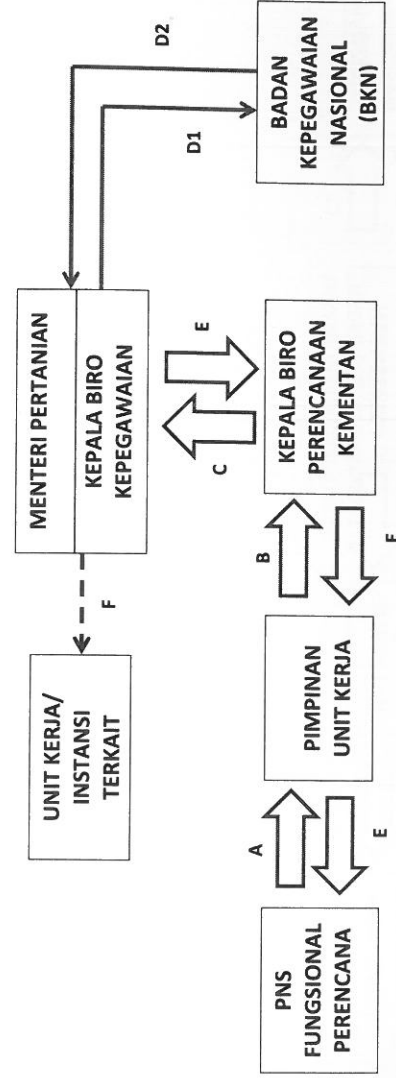 UNIT KERJA/
INSTANSI
TERKAIT
F
MENTERI PERTANIAN
KEPALA BIRO
KEPEGAWAIAN
D2
D1
C
E
PNS
FUNGSIONAL
PERENCANA
A
E
PIMPINAN
UNIT KERJA
B
KEPALA BIRO
PERENCANAAN
KEMENTAN
BADAN
KEPEGAWAIAN
NASIONAL
(BKN)